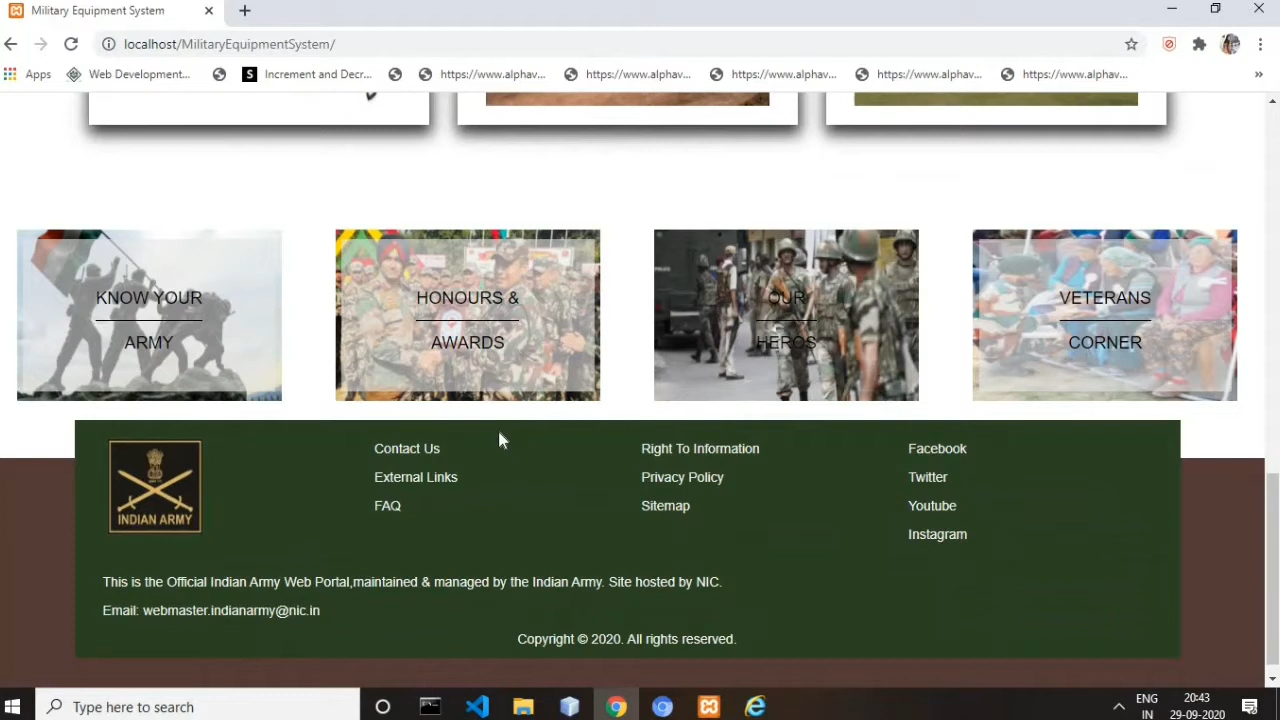 Military Equipment System
localhost/MilitaryEquipmentSystem/
Apps
Web Development...
S
Increment and Decr...
https://www.alphav...
https://www.alphav...
https://www.alphav...
https://www.alphav...
https://www.alphav...
»
KNOW YOUR
ARMY
HONOURS &
AWARDS
OUR
HEROS
VETERANS
CORNER
INDIAN ARMY
Contact Us
External Links
FAQ
Right To Information
Privacy Policy
Sitemap
Facebook
Twitter
Youtube
Instagram
This is the Official Indian Army Web Portal,maintained & managed by the Indian Army. Site hosted by NIC.
Email: webmaster.indianarmy@nic.in
Copyright © 2020. All rights reserved.
Type here to search
ENG
IN
20:43
29-09-2020